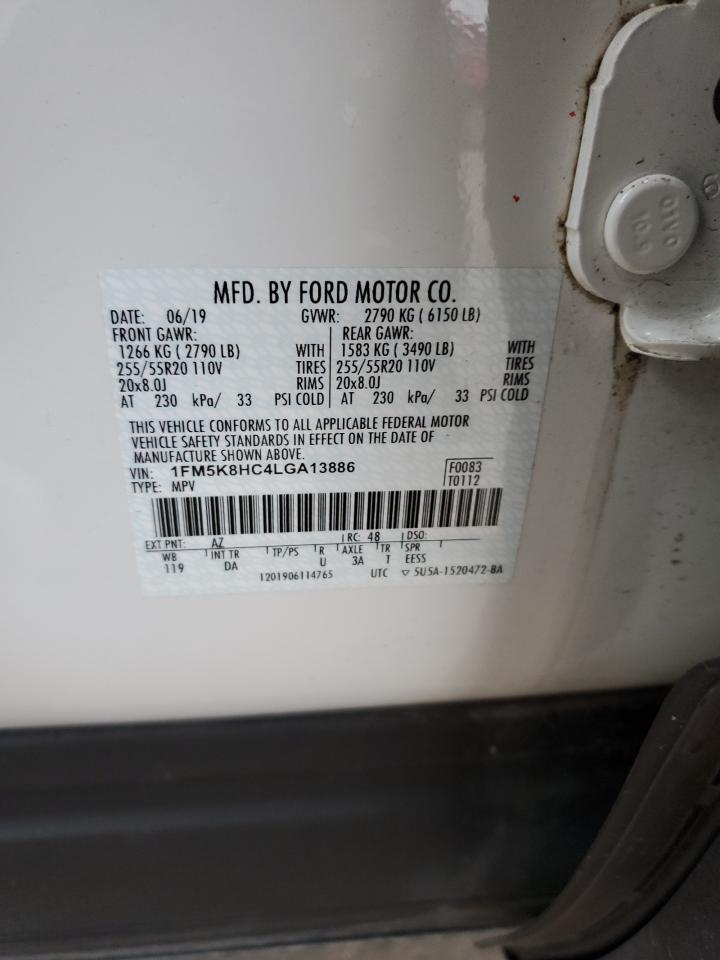 MFD. BY FORD MOTOR CO.
DATE: 06/19 GVWR: 2790 KG ( 6150 LB)
FRONT GAWR: REAR GAWR:
1266 KG ( 2790 LB) WITH 1583 KG ( 3490 LB) WITH
255/55R20 110V TIRES 255/55R20 110V TIRES
20x8.0J RIMS 20x8.0J RIMS
AT 230 kPa/ 33 PSI COLD AT 230 kPa/ 33 PSI COLD
THIS VEHICLE CONFORMS TO ALL APPLICABLE FEDERAL MOTOR
VEHICLE SAFETY STANDARDS IN EFFECT ON THE DATE OF
MANUFACTURE SHOWN ABOVE.
VIN: 1FM5K8HC4LGA13886 F0083
TYPE: MPV T0112
EXT PNT: AZ RC: 48 DSO:
WB INT TR TP/PS R AXLE TR SPR
119 DA U 3A T EESS
1201906114765 UTC ▽ 5U5A-1520472-BA
OVO
10.9